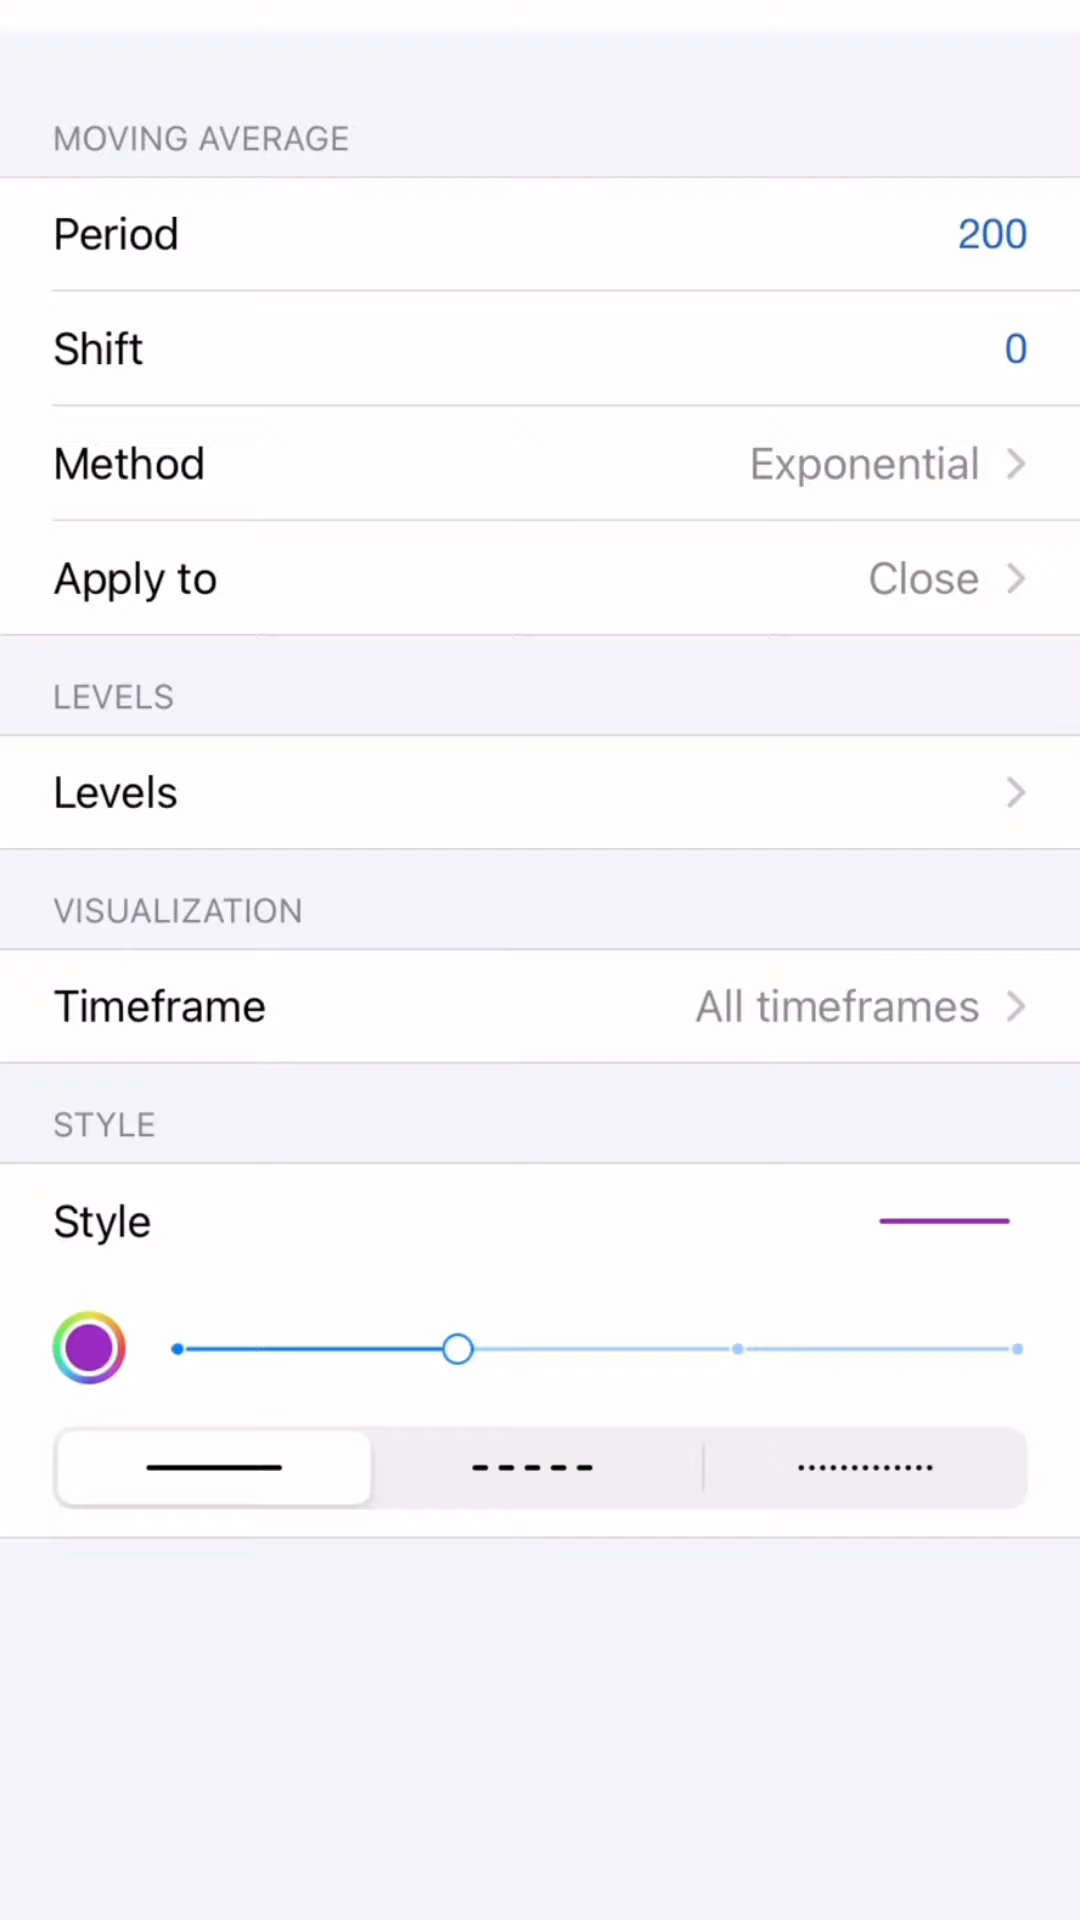 MOVING AVERAGE
Period 200
Shift 0
Method Exponential
Apply to Close
LEVELS
Levels
VISUALIZATION
Timeframe All timeframes
STYLE
Style